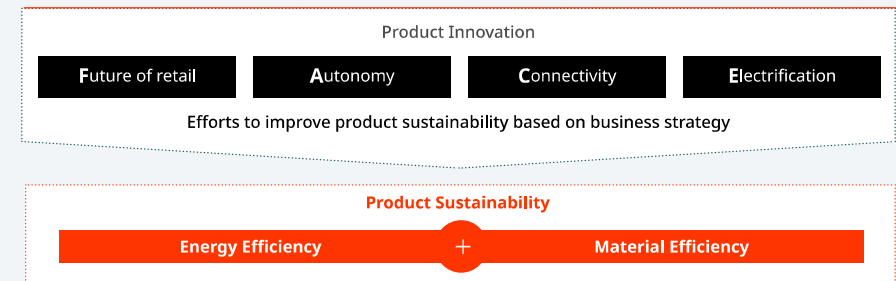 Product Innovation
Future of retail
Autonomy
Connectivity
Electrification
Efforts to improve product sustainability based on business strategy
Product Sustainability
Energy Efficiency
+
Material Efficiency